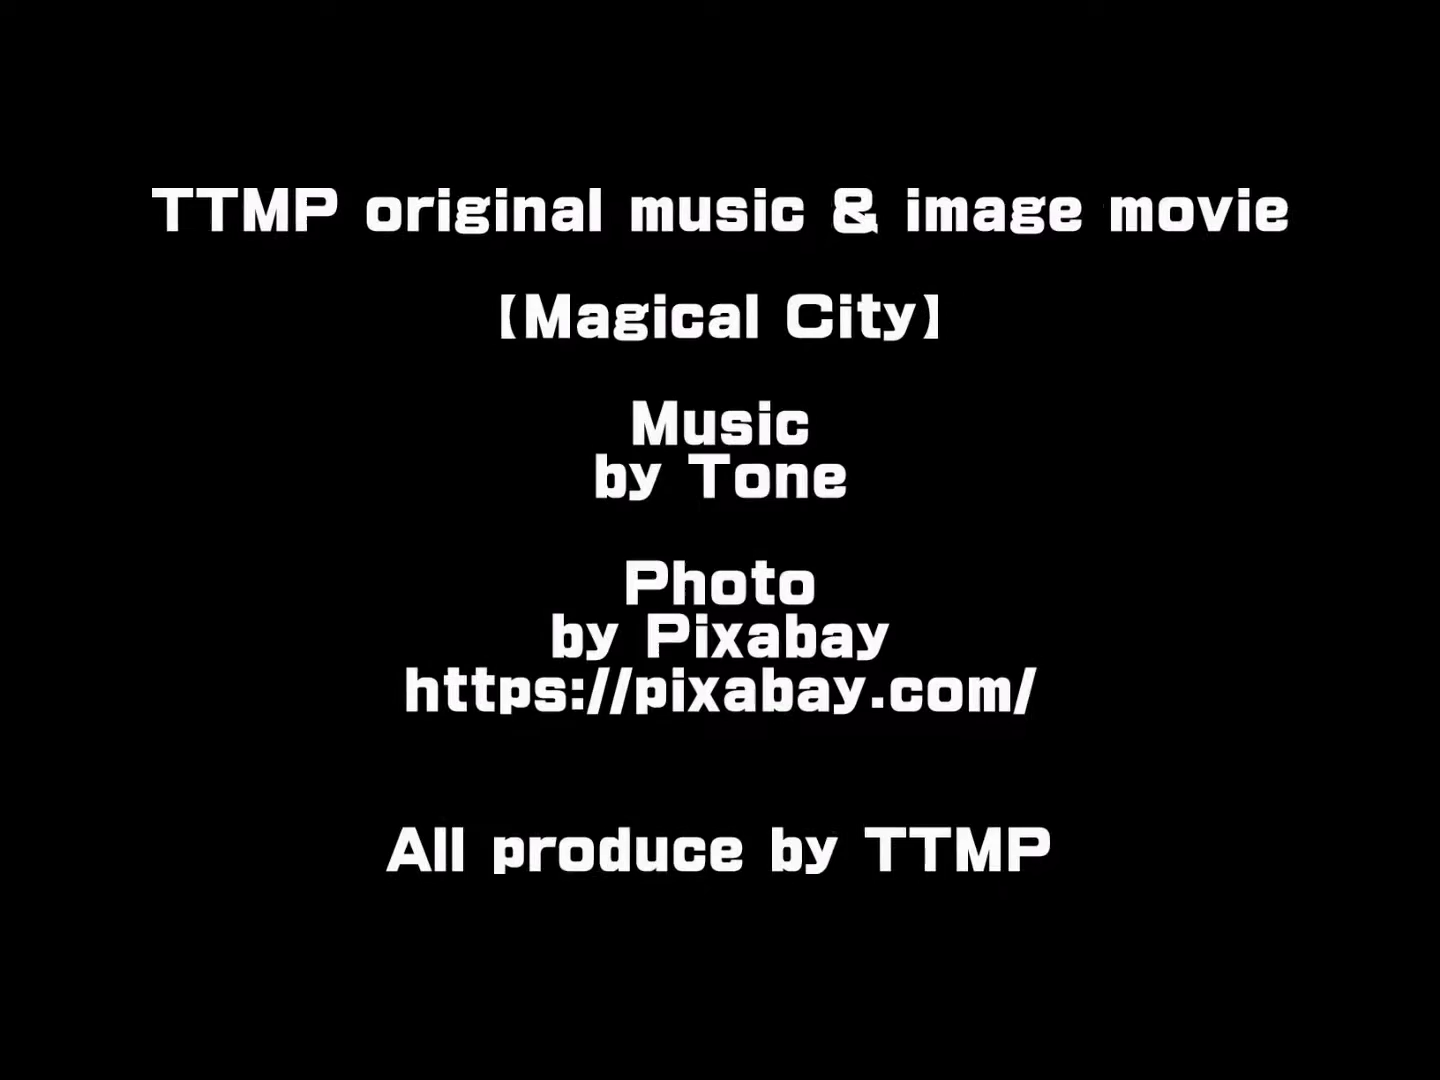 TTMP original music & image movie
【Magical City】
Music
by Tone
Photo
by Pixabay
https://pixabay.com/
All produce by TTMP